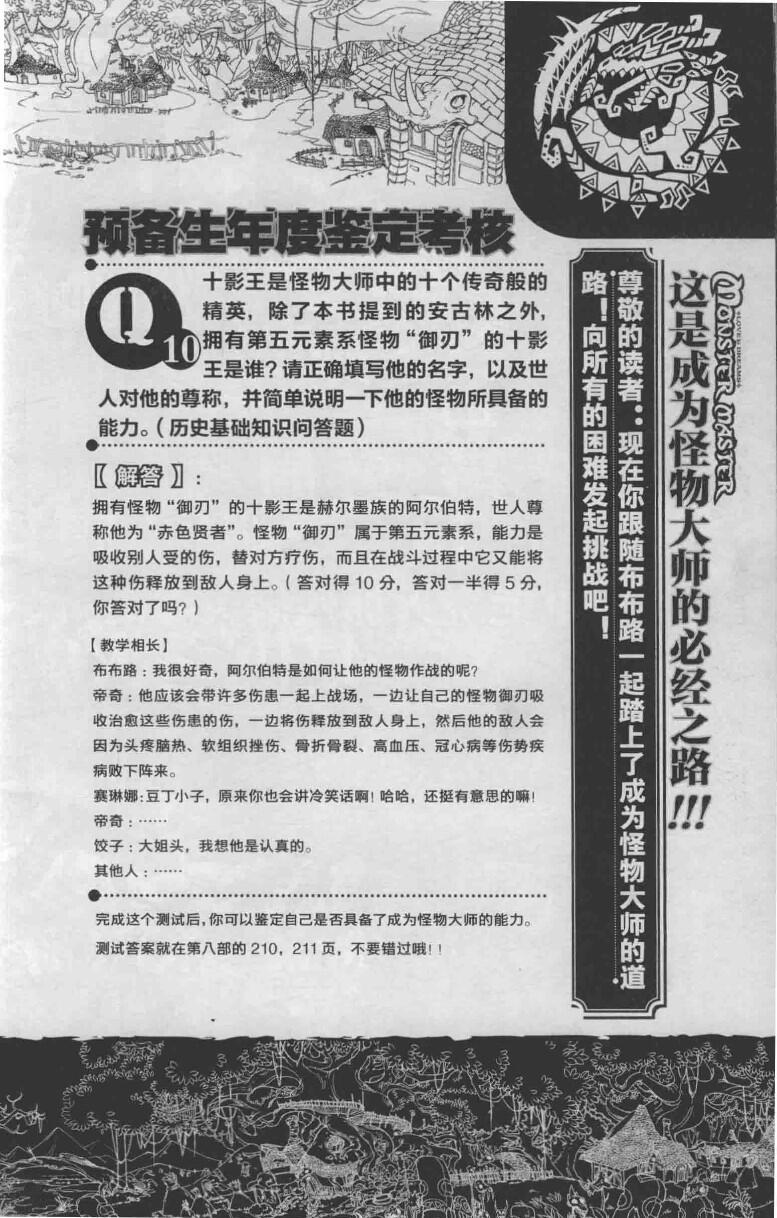 预备生年度鉴定考核
Q10
十影王是怪物大师中的十个传奇般的
精英，除了本书提到的安古林之外，
拥有第五元素系怪物“御刃”的十影
王是谁？请正确填写他的名字，以及世
人对他的尊称，并简单说明一下他的怪物所具备的
能力。（历史基础知识问答题）
【解答】：
拥有怪物“御刃”的十影王是赫尔墨族的阿尔伯特，世人尊
称他为“赤色贤者”。怪物“御刃”属于第五元素系，能力是
吸收别人受的伤，替对方疗伤，而且在战斗过程中它又能将
这种伤释放到敌人身上。（答对得10分，答对一半得5分，
你答对了吗？）
【教学相长】
布布路：我很好奇，阿尔伯特是如何让他的怪物作战的呢？
帝奇：他应该会带许多伤患一起上战场，一边让自己的怪物御刃吸
收治愈这些伤患的伤，一边将伤释放到敌人身上，然后他的敌人会
因为头疼脑热、软组织挫伤、骨折骨裂、高血压、冠心病等伤势疾
病败下阵来。
赛琳娜：豆丁小子，原来你也会讲冷笑话啊！哈哈，还挺有意思的嘛！
帝奇：……
饺子：大姐头，我想他是认真的。
其他人：……
完成这个测试后，你可以鉴定自己是否具备了成为怪物大师的能力。
测试答案就在第八部的210，211页，不要错过哦！！
MONSTER MASTER
LOVE & DREAMS
这是成为怪物大师的必经之路!!!
尊敬的读者：现在你跟随布布路一起踏上了成为怪物大师的道
路！向所有的困难发起挑战吧！